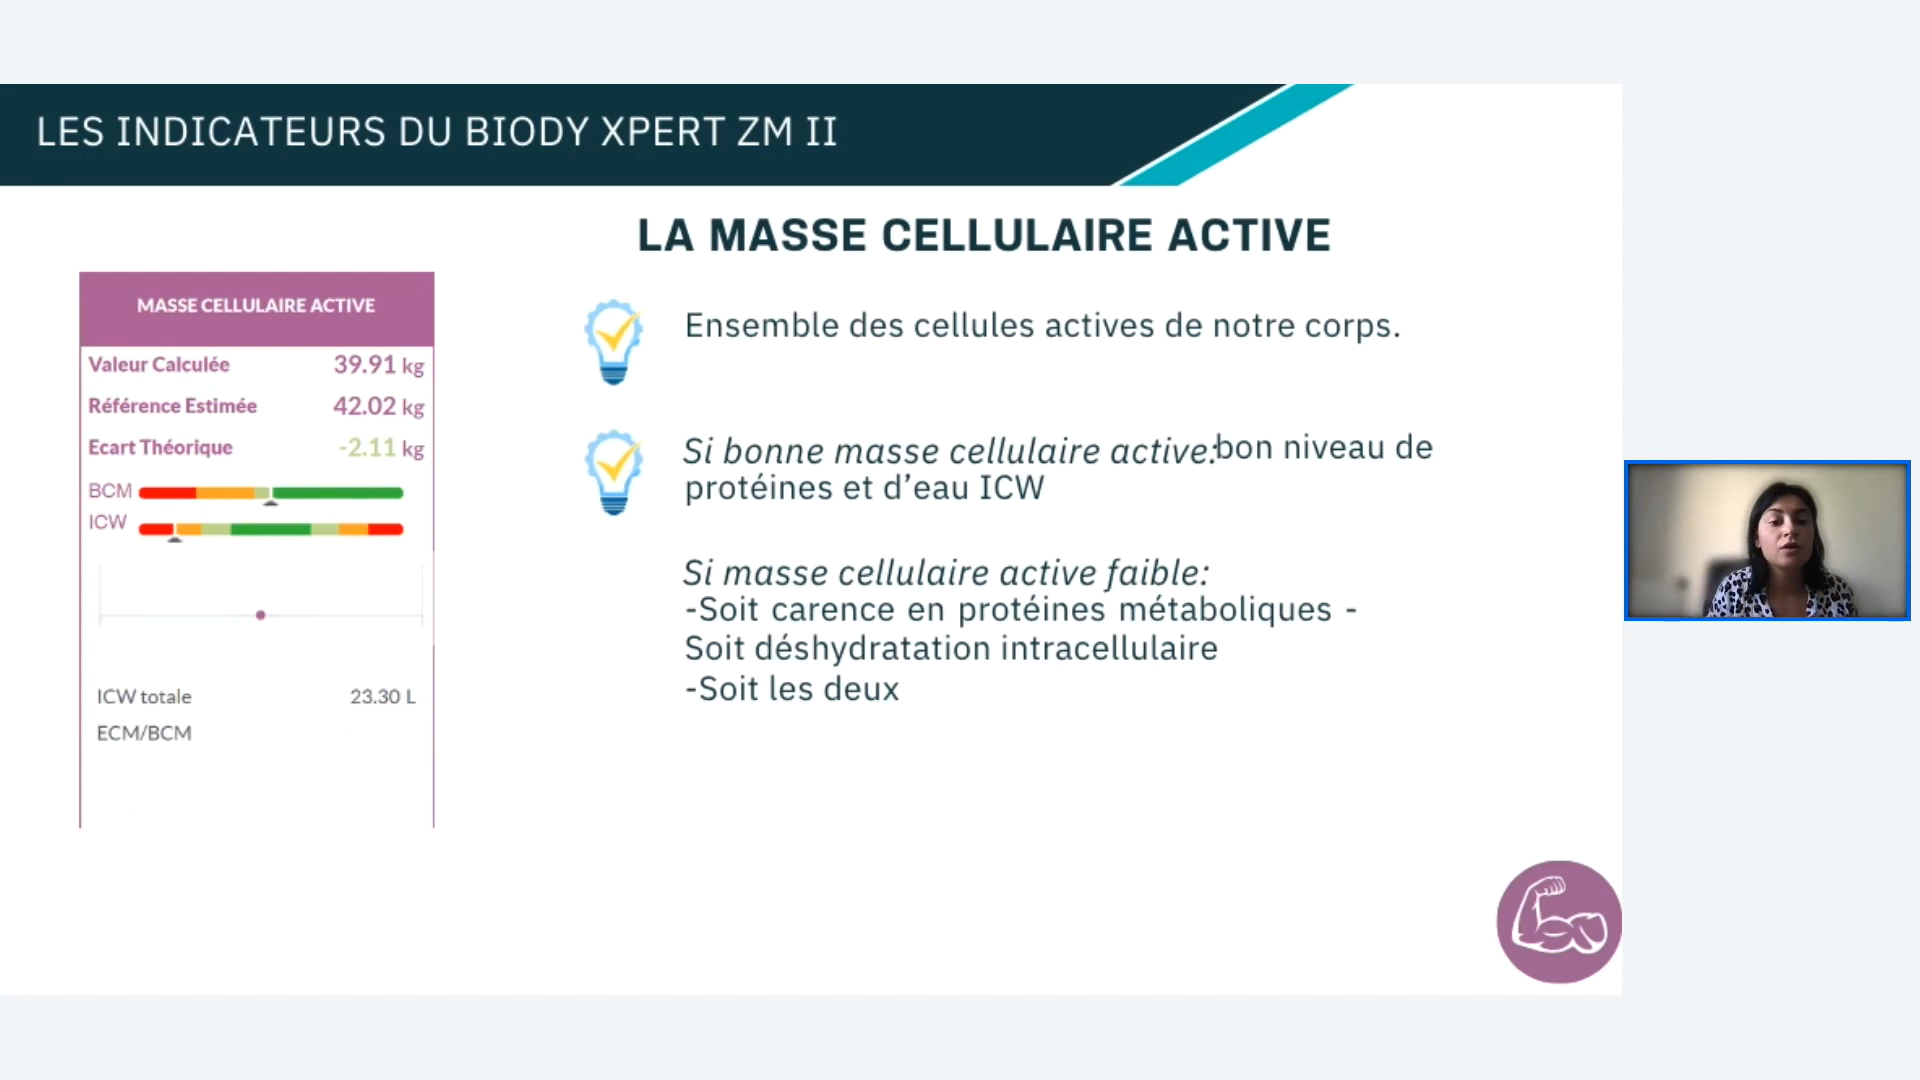 LES INDICATEURS DU BIODY XPERT ZM II
LA MASSE CELLULAIRE ACTIVE
MASSE CELLULAIRE ACTIVE
Valeur Calculée 39.91 kg
Référence Estimée 42.02 kg
Ecart Théorique -2.11 kg
BCM
ICW
ICW totale 23.30 L
ECM/BCM
Ensemble des cellules actives de notre corps.
Si bonne masse cellulaire active: bon niveau de
protéines et d’eau ICW
Si masse cellulaire active faible:
-Soit carence en protéines métaboliques -
Soit déshydratation intracellulaire
-Soit les deux